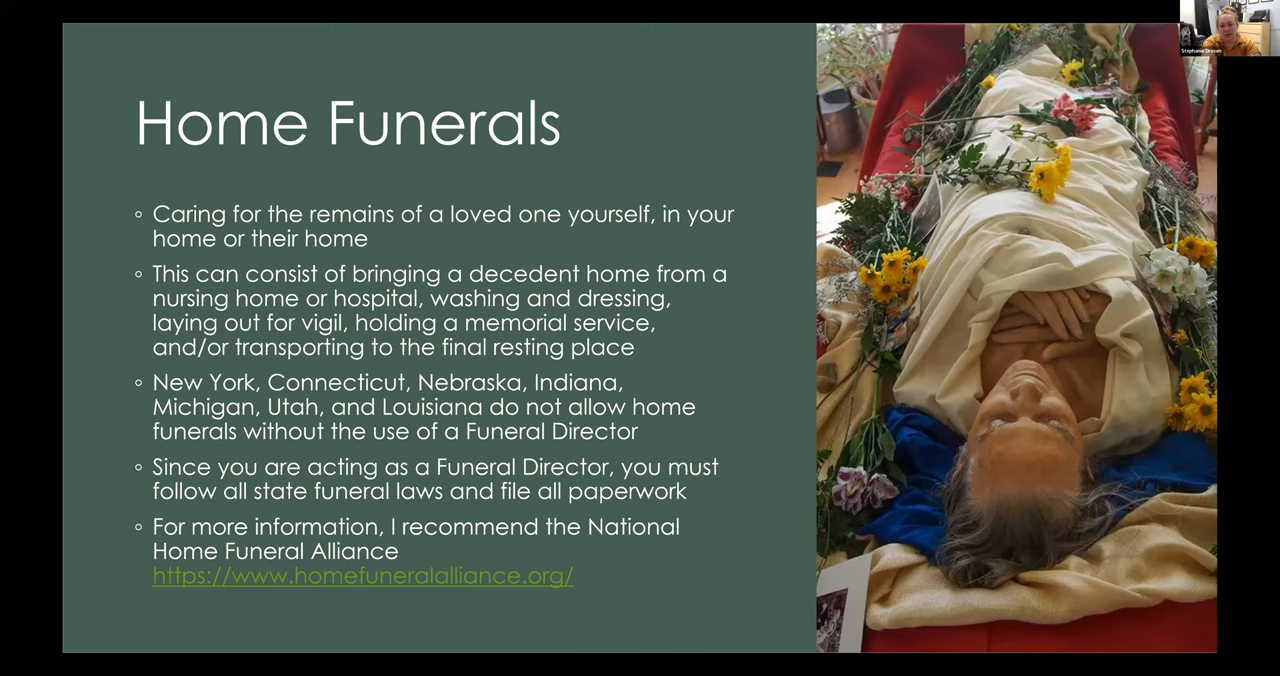 Home Funerals
◦ Caring for the remains of a loved one yourself, in your
home or their home
◦ This can consist of bringing a decedent home from a
nursing home or hospital, washing and dressing,
laying out for vigil, holding a memorial service,
and/or transporting to the final resting place
◦ New York, Connecticut, Nebraska, Indiana,
Michigan, Utah, and Louisiana do not allow home
funerals without the use of a Funeral Director
◦ Since you are acting as a Funeral Director, you must
follow all state funeral laws and file all paperwork
◦ For more information, I recommend the National
Home Funeral Alliance
https://www.homefuneralalliance.org/
Stephanie Dresen